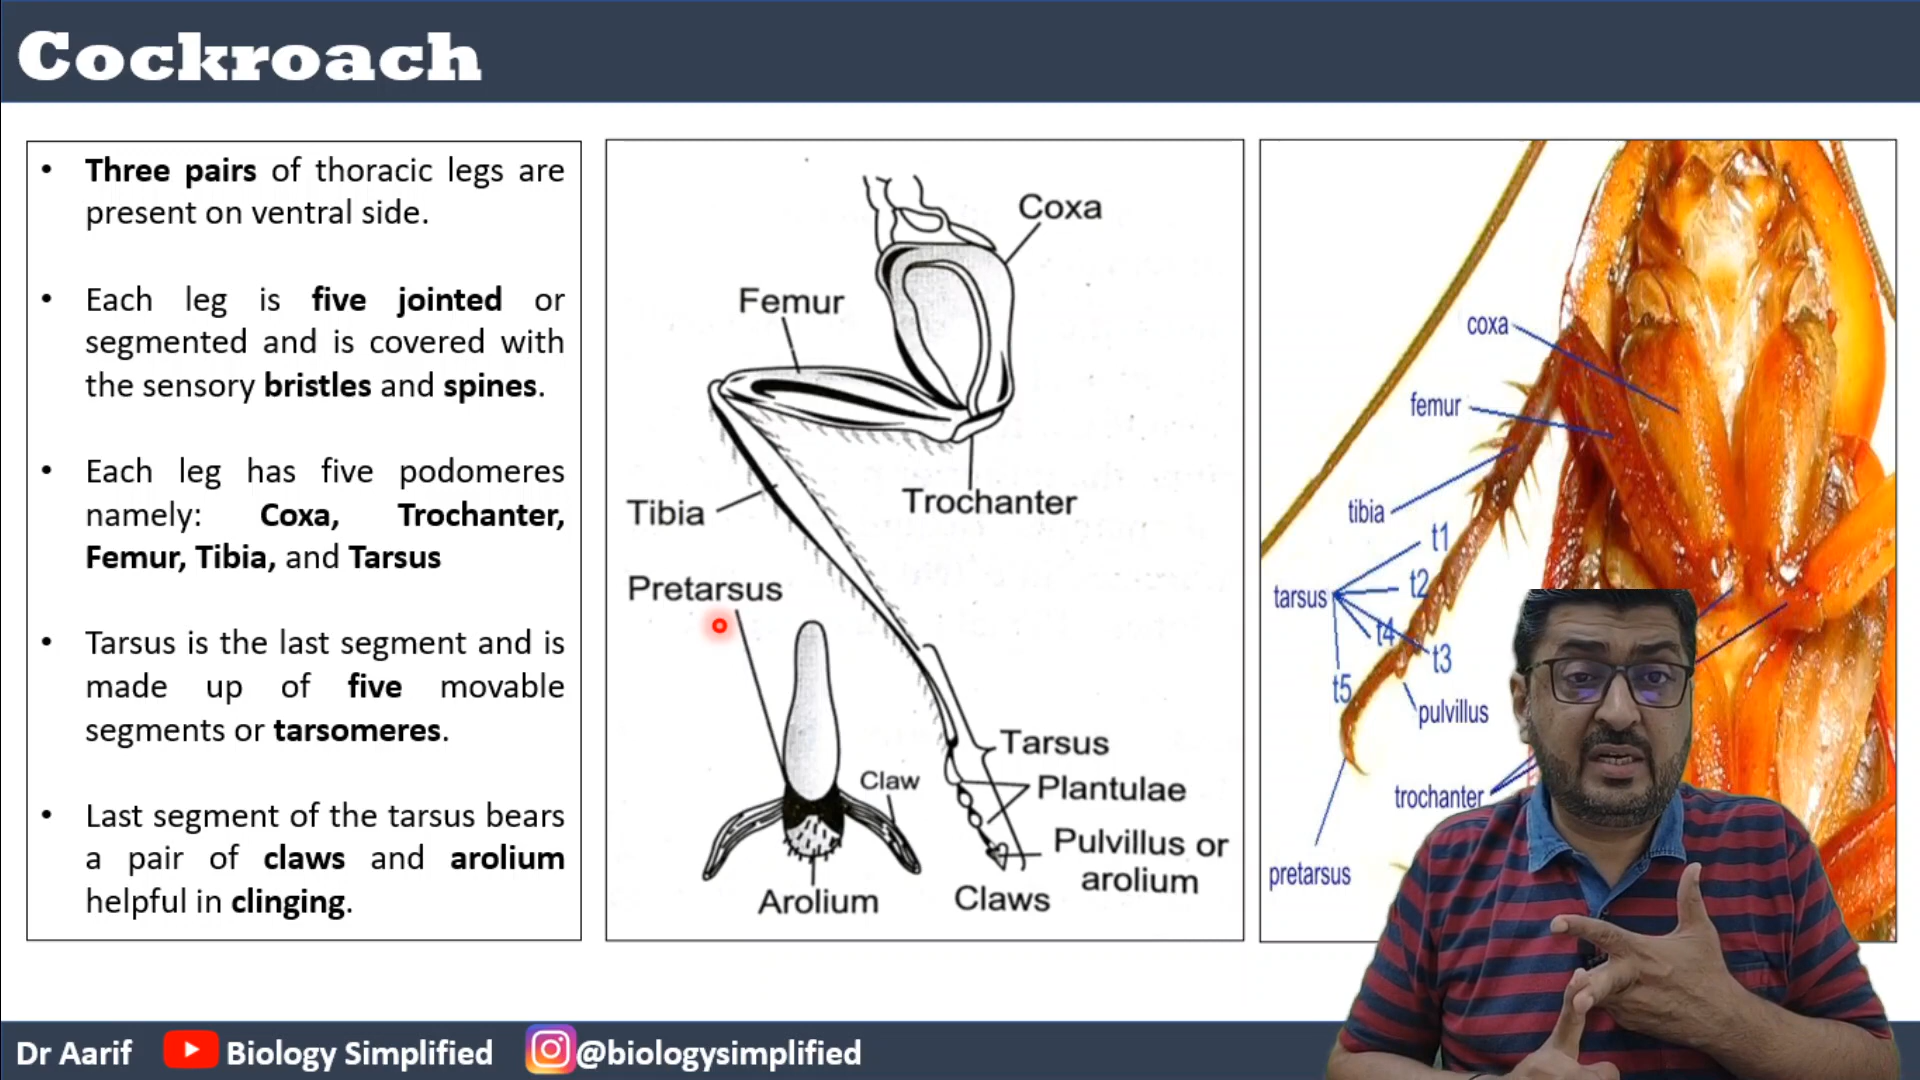 Cockroach
• Three pairs of thoracic legs are
present on ventral side.
• Each leg is five jointed or
segmented and is covered with
the sensory bristles and spines.
• Each leg has five podomeres
namely: Coxa, Trochanter,
Femur, Tibia, and Tarsus
• Tarsus is the last segment and is
made up of five movable
segments or tarsomeres.
• Last segment of the tarsus bears
a pair of claws and arolium
helpful in clinging.
Coxa
Femur
Trochanter
Tibia
Pretarsus
Tarsus
Claw
Plantulae
Pulvillus or
arolium
Arolium
Claws
coxa
femur
tibia
t1
t2
tarsus
t4
t3
t5
pulvillus
trochanter
pretarsus
Dr Aarif
Biology Simplified
@biologysimplified